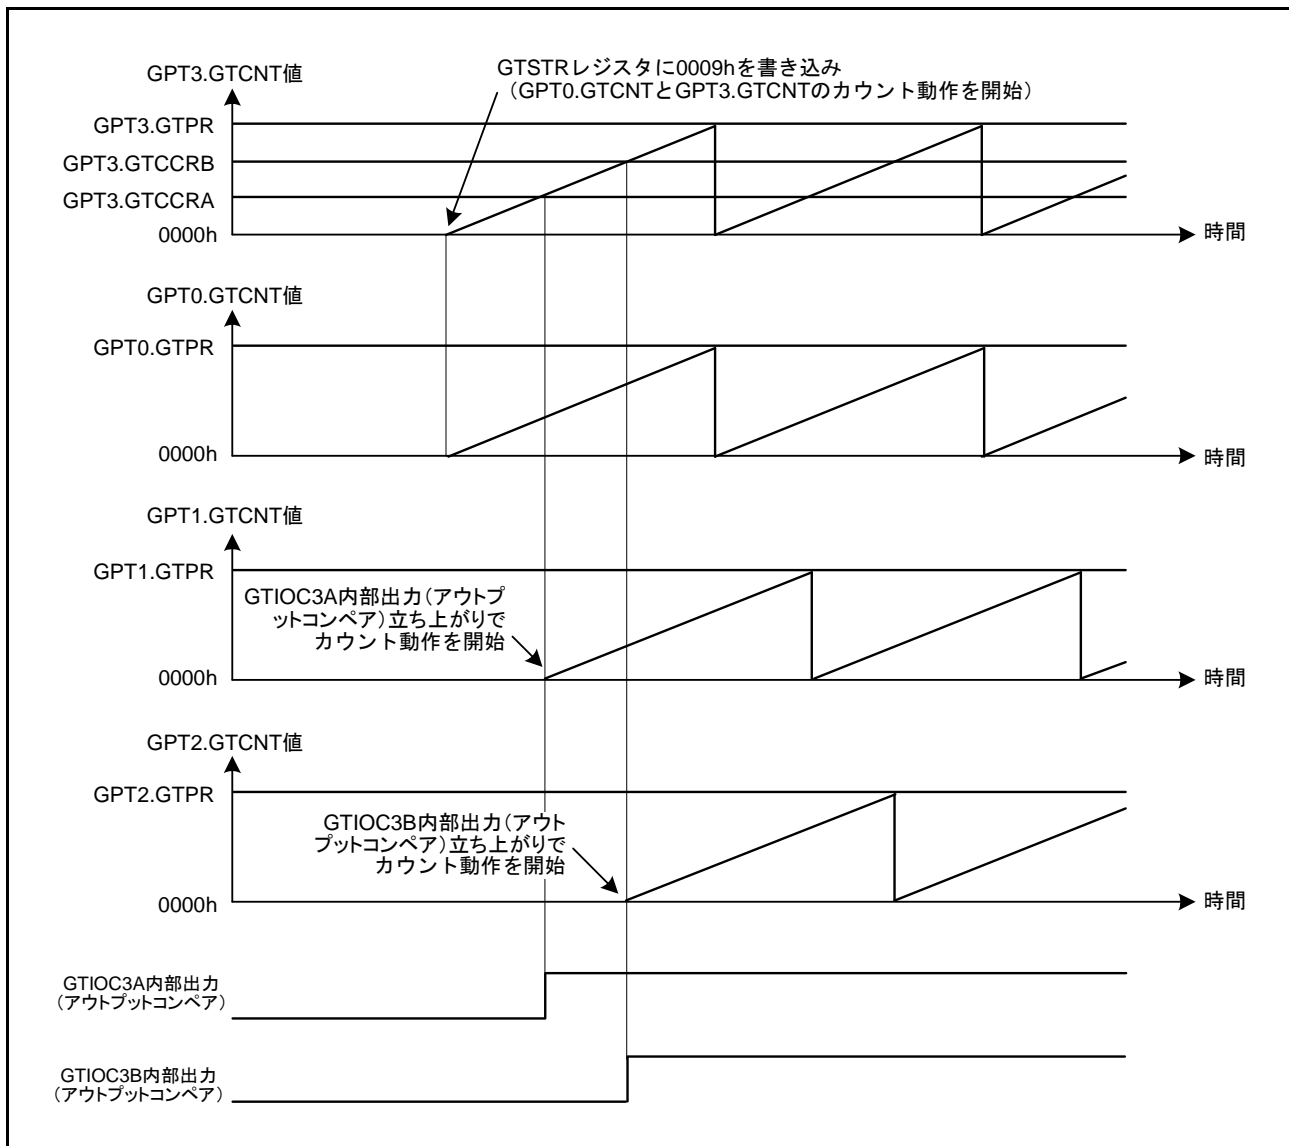 GPT3.GTCNT値
GTSTRレジスタに0009hを書き込み
（GPT0.GTCNTとGPT3.GTCNTのカウント動作を開始）
GPT3.GTPR
GPT3.GTCCRB
GPT3.GTCCRA
0000h
時間
GPT0.GTCNT値
GPT0.GTPR
0000h
時間
GPT1.GTCNT値
GPT1.GTPR
GTIOC3A内部出力（アウトプ
ットコンペア）立ち上がりで
カウント動作を開始
0000h
時間
GPT2.GTCNT値
GPT2.GTPR
GTIOC3B内部出力（アウト
プットコンペア）立ち上がりで
カウント動作を開始
0000h
時間
GTIOC3A内部出力
（アウトプットコンペア）
GTIOC3B内部出力
（アウトプットコンペア）